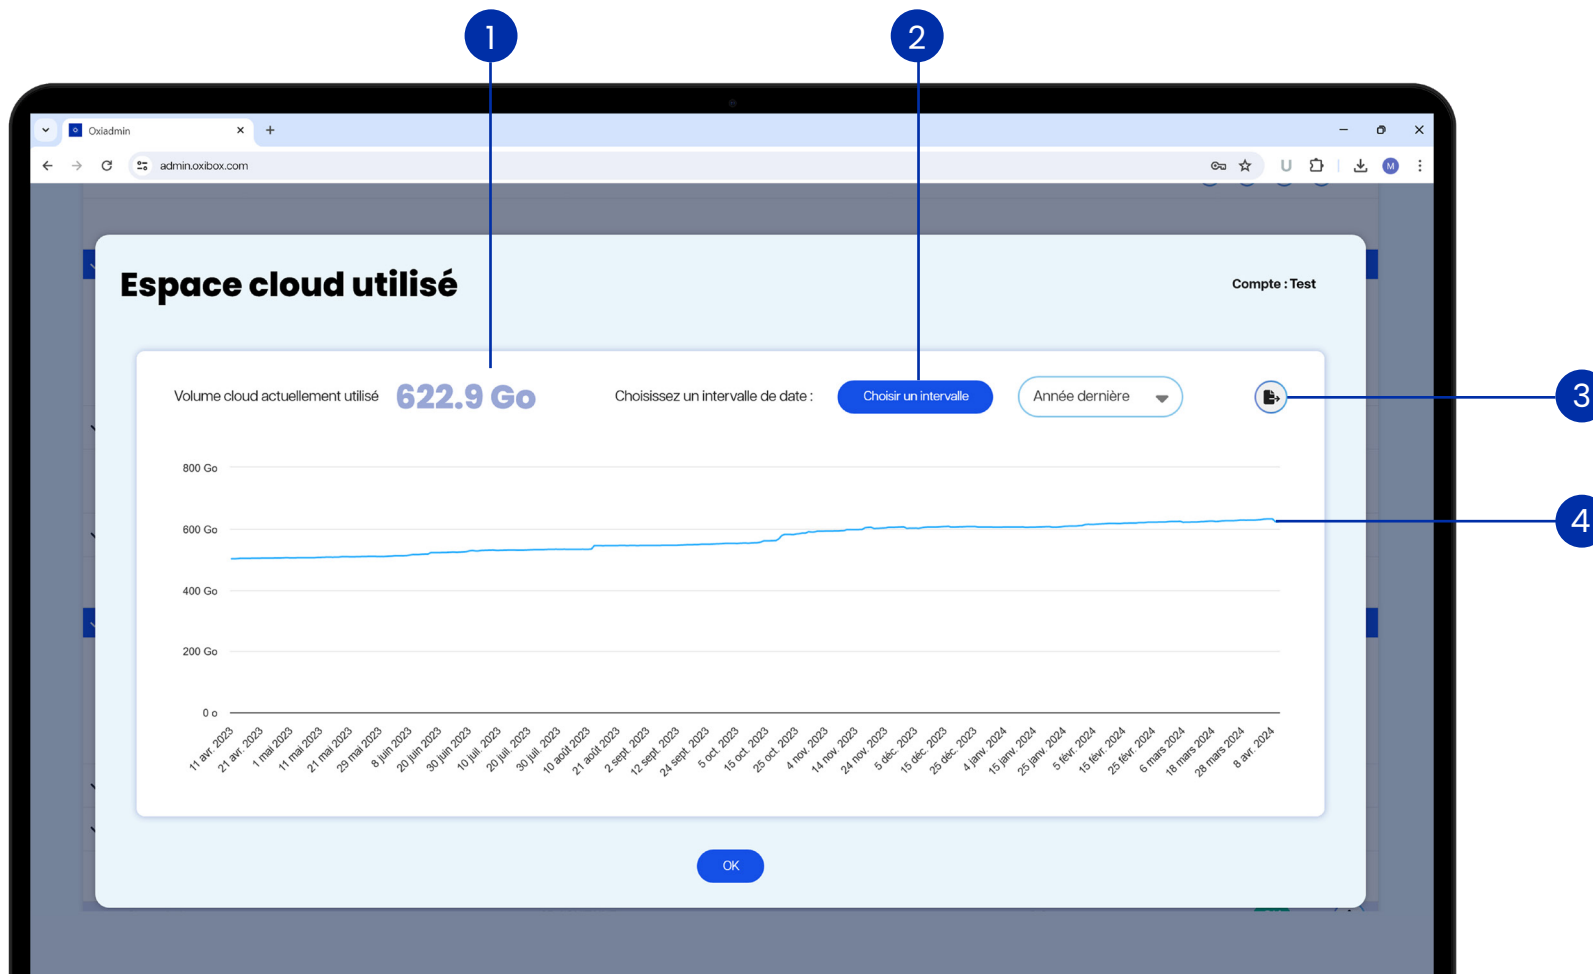 1
2
Oxiadmin
admin.oxibox.com
M
Espace cloud utilisé
Compte : Test
Volume cloud actuellement utilisé 622.9 Go
Choisissez un intervalle de date : Choisir un intervalle Année dernière
3
800 Go
600 Go
4
400 Go
200 Go
0 o
11 avr. 2023
21 avr. 2023
1 mai 2023
11 mai 2023
21 mai 2023
29 mai 2023
8 juin 2023
20 juin 2023
30 juin 2023
10 juil. 2023
20 juil. 2023
30 juil. 2023
10 août 2023
21 août 2023
2 sept. 2023
12 sept. 2023
24 sept. 2023
5 oct. 2023
15 oct. 2023
25 oct. 2023
4 nov. 2023
14 nov. 2023
24 nov. 2023
5 déc. 2023
15 déc. 2023
25 déc. 2023
4 janv. 2024
15 janv. 2024
25 janv. 2024
5 févr. 2024
15 févr. 2024
25 févr. 2024
6 mars 2024
18 mars 2024
28 mars 2024
8 avr. 2024
OK